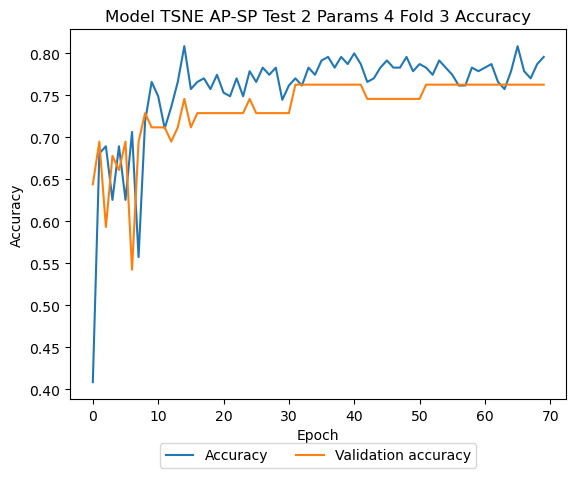 Model TSNE AP-SP Test 2 Params 4 Fold 3 Accuracy
0.80
0.75
0.70
0.65
0.60
0.55
0.50
0.45
0.40
Accuracy
0 10 20 30 40 50 60 70
Epoch
Accuracy Validation accuracy